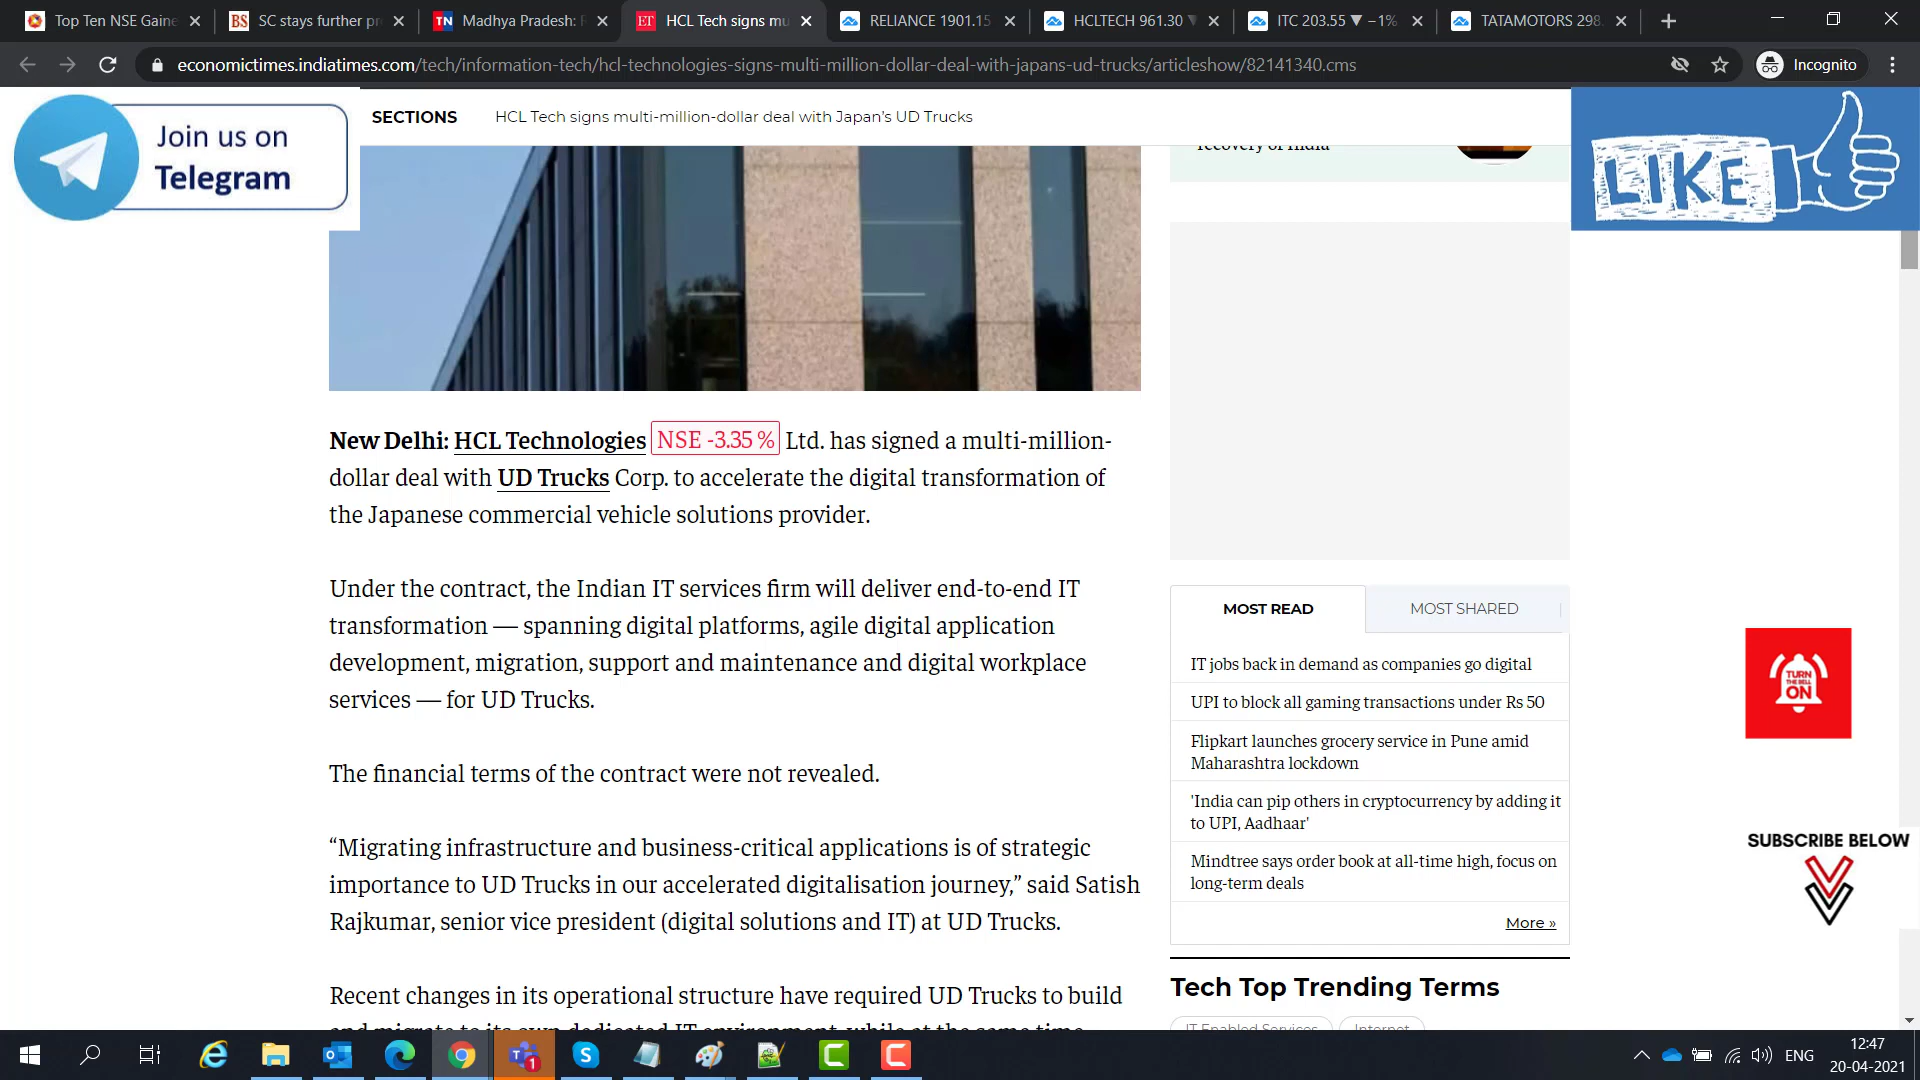 Top Ten NSE Gaine
SC stays further pr
Madhya Pradesh: R
HCL Tech signs mu
RELIANCE 1901.15
HCLTECH 961.30 ▼
ITC 203.55 ▼ −1%
TATAMOTORS 298.
economictimes.indiatimes.com/tech/information-tech/hcl-technologies-signs-multi-million-dollar-deal-with-japans-ud-trucks/articleshow/82141340.cms
Incognito
Join us on
Telegram
SECTIONS
HCL Tech signs multi-million-dollar deal with Japan's UD Trucks
recovery of India
LIKE
New Delhi: HCL Technologies NSE -3.35 % Ltd. has signed a multi-million-
dollar deal with UD Trucks Corp. to accelerate the digital transformation of
the Japanese commercial vehicle solutions provider.
Under the contract, the Indian IT services firm will deliver end-to-end IT
transformation — spanning digital platforms, agile digital application
development, migration, support and maintenance and digital workplace
services — for UD Trucks.
The financial terms of the contract were not revealed.
“Migrating infrastructure and business-critical applications is of strategic
importance to UD Trucks in our accelerated digitalisation journey,” said Satish
Rajkumar, senior vice president (digital solutions and IT) at UD Trucks.
Recent changes in its operational structure have required UD Trucks to build
and migrate to its own dedicated IT environment, while at the same time
MOST READ
MOST SHARED
IT jobs back in demand as companies go digital
UPI to block all gaming transactions under Rs 50
Flipkart launches grocery service in Pune amid
Maharashtra lockdown
'India can pip others in cryptocurrency by adding it
to UPI, Aadhaar'
Mindtree says order book at all-time high, focus on
long-term deals
More »
Tech Top Trending Terms
IT Enabled Services
Internet
TURN
THE BELL
ON
SUBSCRIBE BELOW
ENG
12:47
20-04-2021